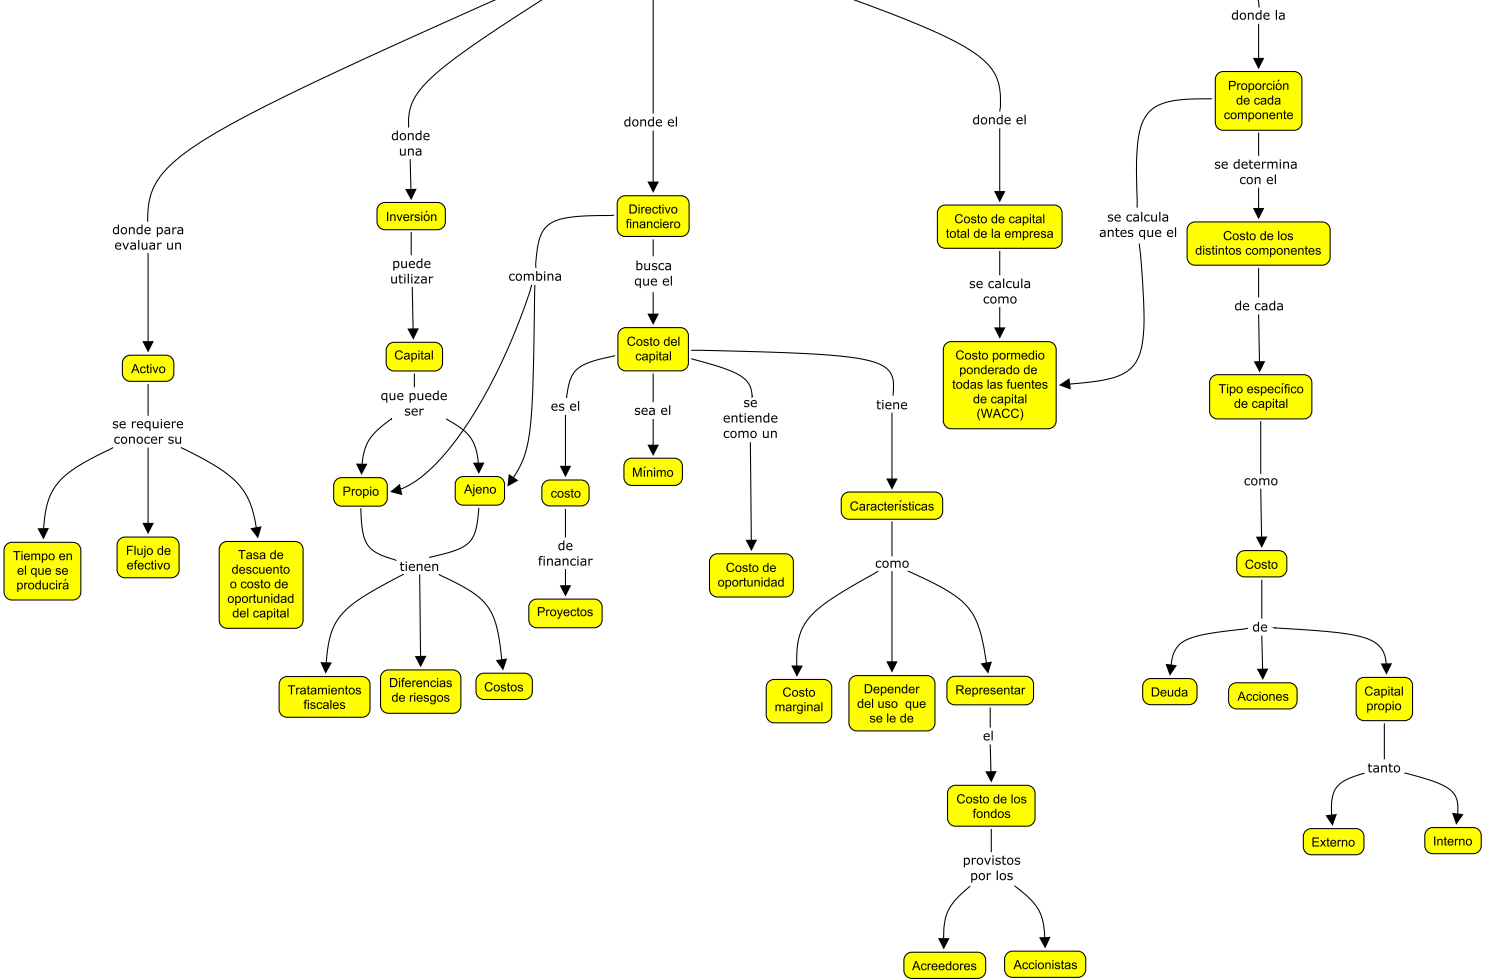 donde la
Proporción
de cada
componente
donde el
donde el
donde
una
se determina
con el
Inversión
Directivo
financiero
Costo de capital
total de la empresa
se calcula
antes que el
Costo de los
distintos componentes
donde para
evaluar un
puede
utilizar
combina
busca
que el
se calcula
como
de cada
Activo
Capital
Costo del
capital
Costo pormedio
ponderado de
todas las fuentes
de capital
(WACC)
Tipo específico
de capital
se requiere
conocer su
que puede
ser
es el
sea el
se
entiende
como un
tiene
Propio
Ajeno
costo
Mínimo
Características
como
Tiempo en
el que se
producirá
Flujo de
efectivo
Tasa de
descuento
o costo de
oportunidad
del capital
tienen
de
financiar
Costo de
oportunidad
como
Costo
Proyectos
de
Tratamientos
fiscales
Diferencias
de riesgos
Costos
Costo
marginal
Depender
del uso que
se le de
Representar
Deuda
Acciones
Capital
propio
el
tanto
Costo de los
fondos
Externo
Interno
provistos
por los
Acreedores
Accionistas